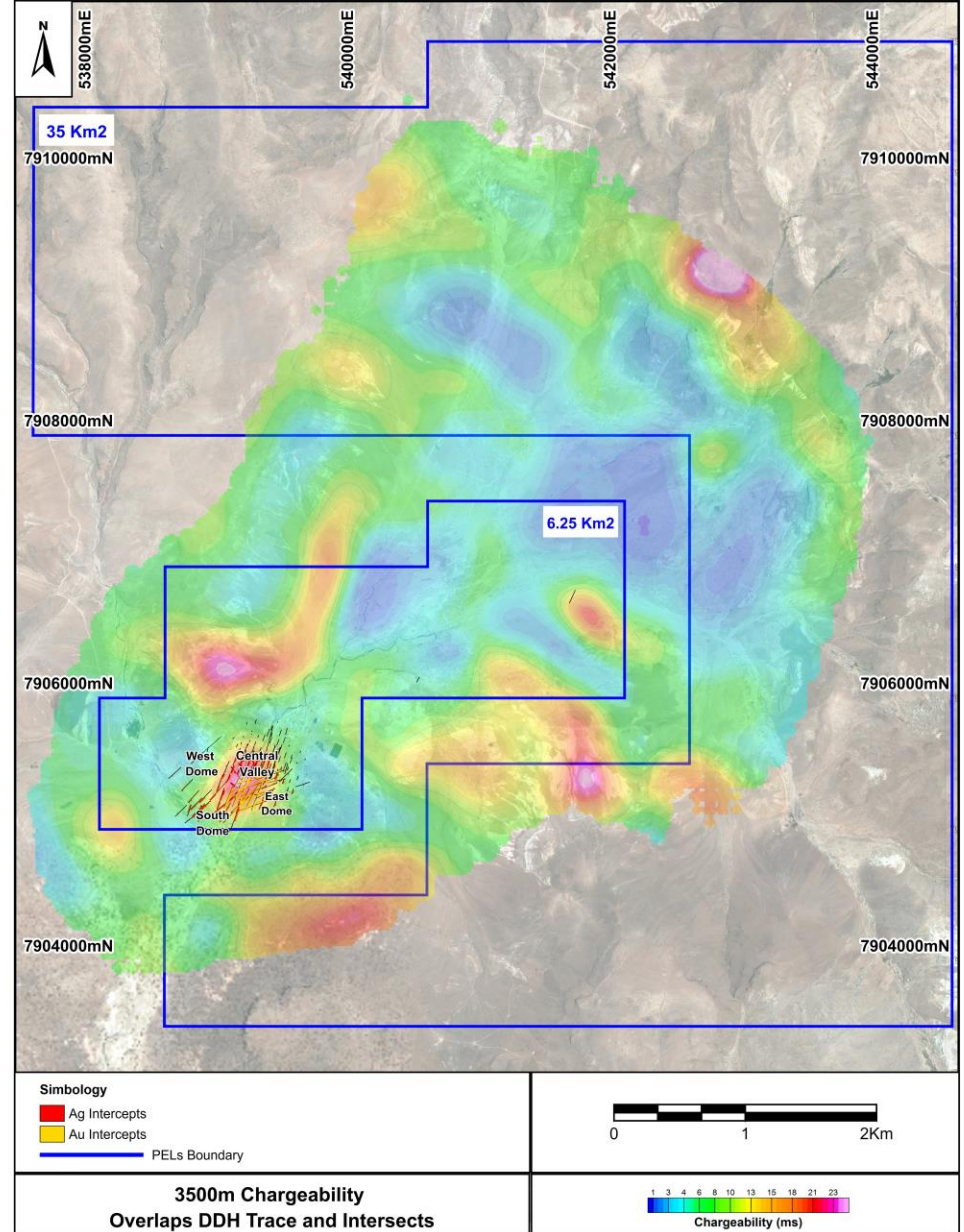 N
538000mE
540000mE
542000mE
544000mE
35 Km2
7910000mN
7910000mN
7908000mN
7908000mN
6.25 Km2
7906000mN
7906000mN
West
Dome
Central
Valley
East
Dome
South
Dome
7904000mN
7904000mN
Simbology
Ag Intercepts
Au Intercepts
PELs Boundary
0 1 2Km
3500m Chargeability
Overlaps DDH Trace and Intersects
1 3 4 6 8 10 13 15 16 18 21 23
Chargeability (ms)